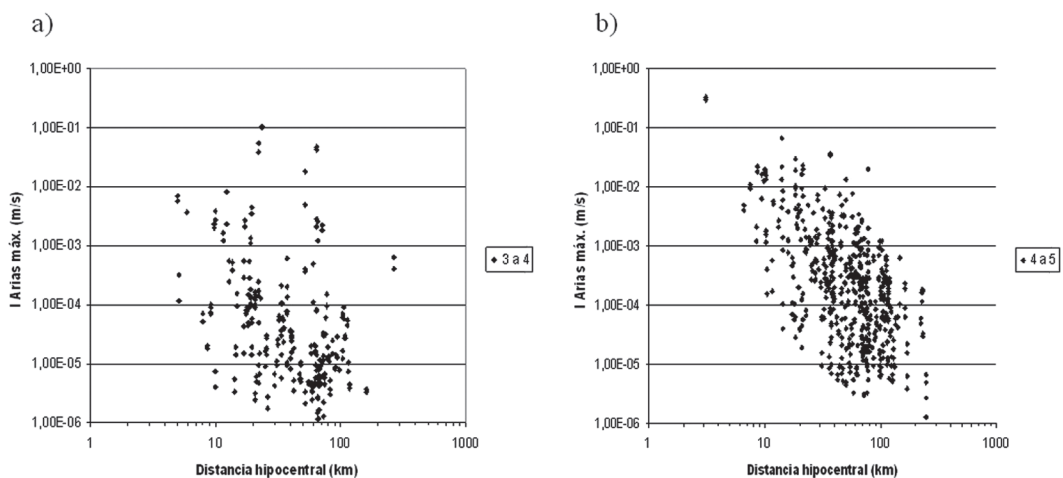 a)
1,00E+00
1,00E-01
1,00E-02
1,00E-03
1,00E-04
1,00E-05
1,00E-06
I Arias máx. (m/s)
1 10 100 1000
Distancia hipocentral (km)
3 a 4
b)
1,00E+00
1,00E-01
1,00E-02
1,00E-03
1,00E-04
1,00E-05
1,00E-06
I Arias máx. (m/s)
1 10 100 1000
Distancia hipocentral (km)
4 a 5